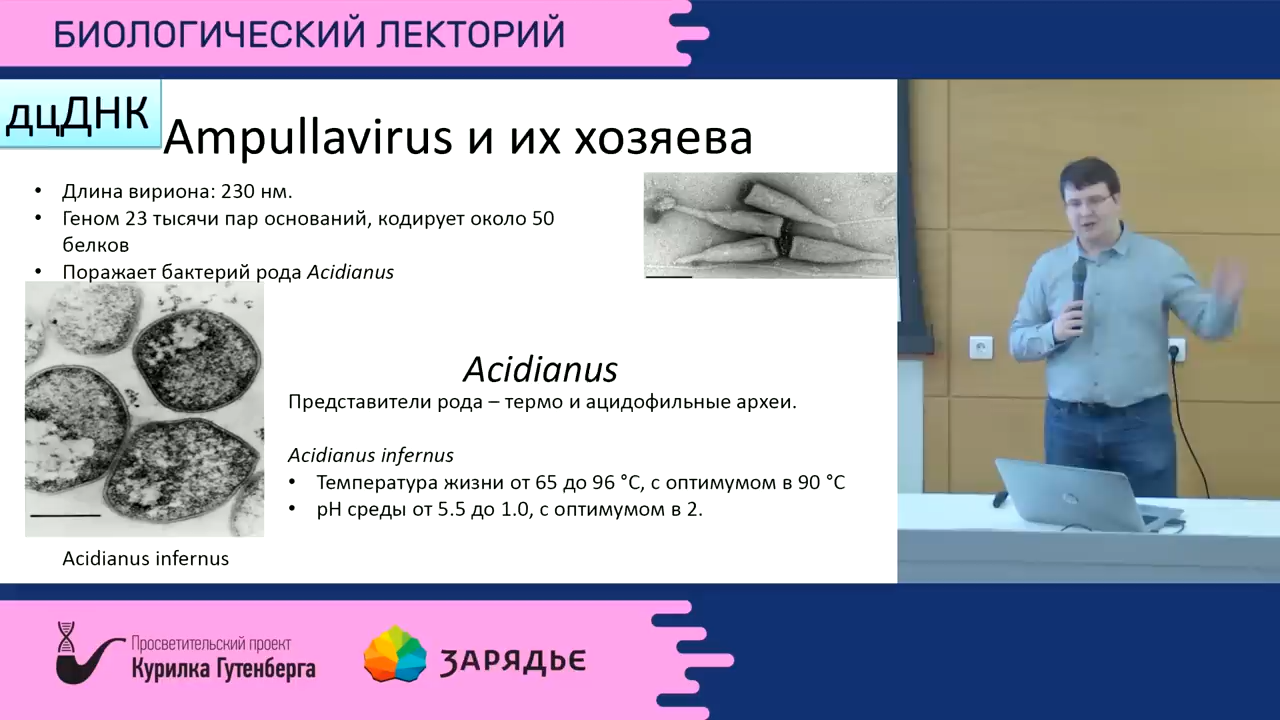 БИОЛОГИЧЕСКИЙ ЛЕКТОРИЙ
дцДНК
Ampullavirus и их хозяева
• Длина вириона: 230 нм.
• Геном 23 тысячи пар оснований, кодирует около 50
белков
• Поражает бактерий рода Acidianus
Acidianus
Представители рода – термо и ацидофильные археи.
Acidianus infernus
• Температура жизни от 65 до 96 °C, с оптимумом в 90 °C
• pH среды от 5.5 до 1.0, с оптимумом в 2.
Acidianus infernus
Просветительский проект
Курилка Гутенберга
ЗАРЯДЬЕ